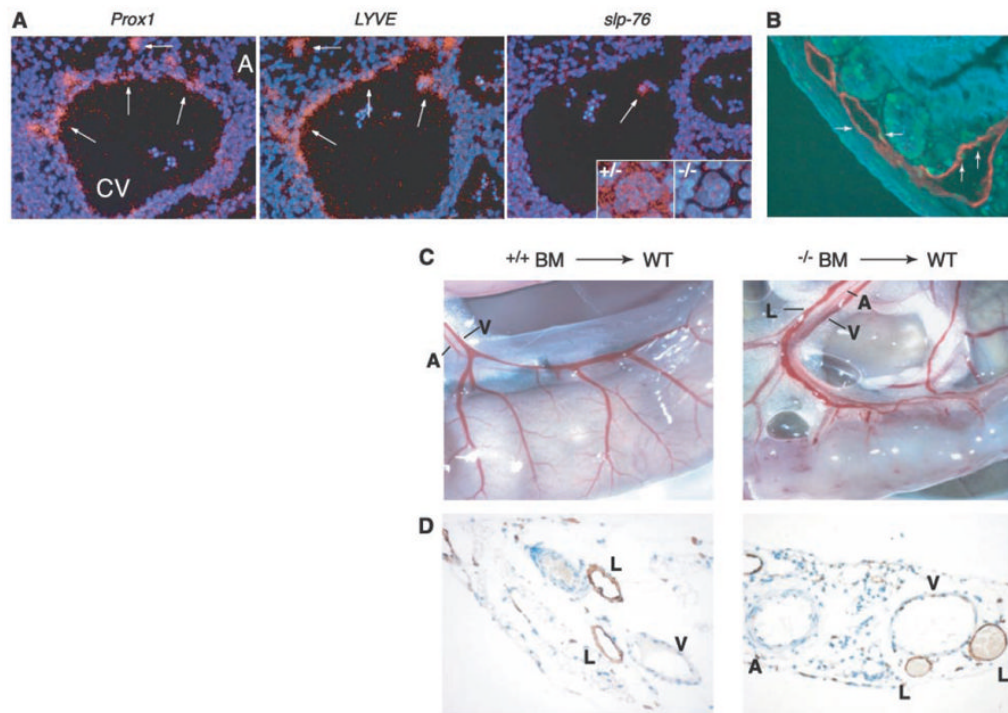 A Prox1 LYVE slp-76 B
A
CV
+/- -/-
C +/+ BM → WT -/- BM → WT
A V L V A
D
L L V
A V L L